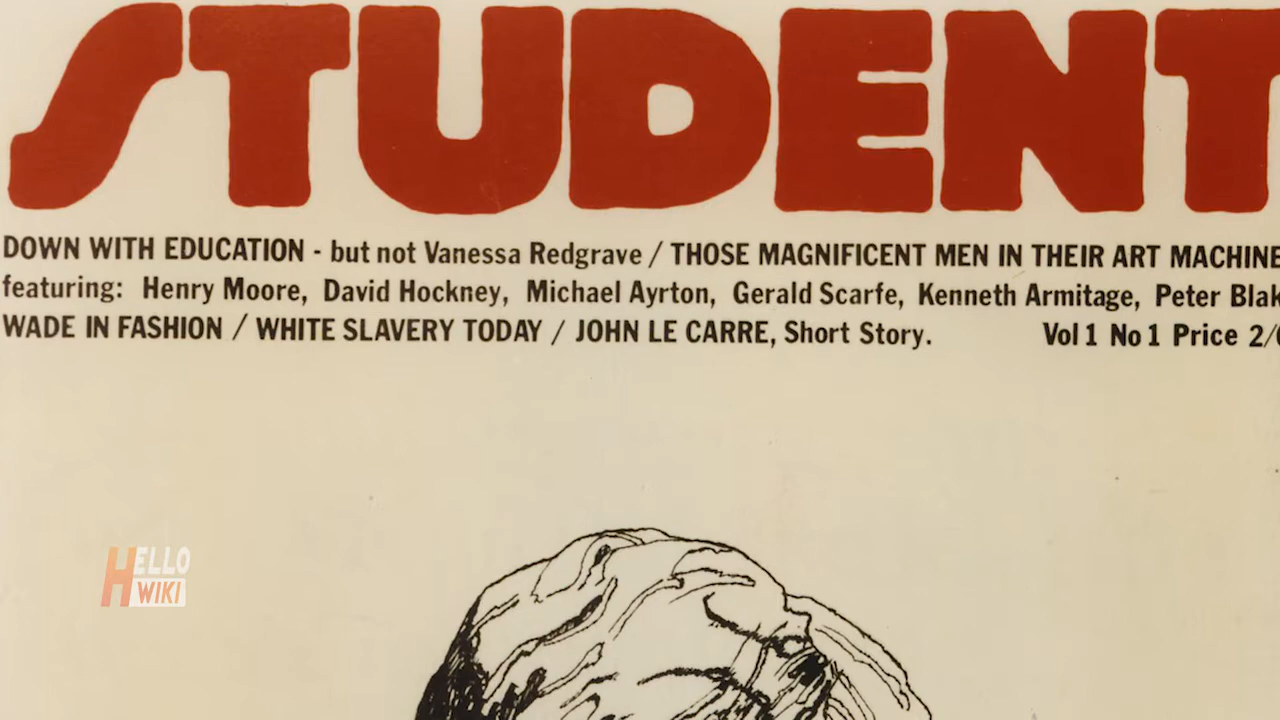 STUDENT
DOWN WITH EDUCATION - but not Vanessa Redgrave / THOSE MAGNIFICENT MEN IN THEIR ART MACHINE
featuring: Henry Moore, David Hockney, Michael Ayrton, Gerald Scarfe, Kenneth Armitage, Peter Blak
WADE IN FASHION / WHITE SLAVERY TODAY / JOHN LE CARRE, Short Story. Vol 1 No 1 Price 2/
HELLO
WIKI